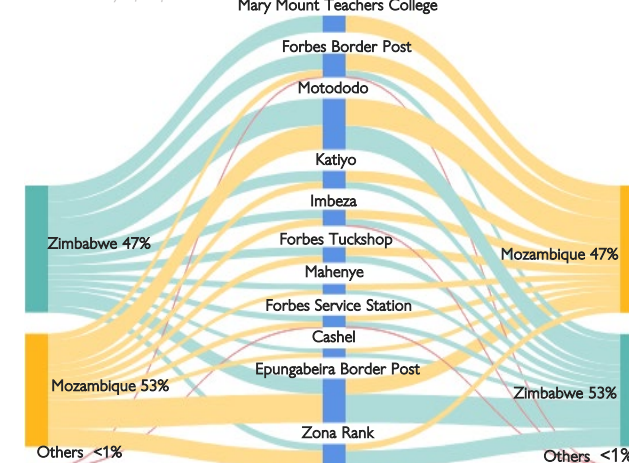 Mary Mount Teachers College
Forbes Border Post
Motododo
Katiyo
Imbeza
Forbes Tuckshop
Mahenye
Forbes Service Station
Cashel
Epungabeira Border Post
Zona Rank
Zimbabwe 47%
Mozambique 53%
Others <1%
Mozambique 47%
Zimbabwe 53%
Others <1%